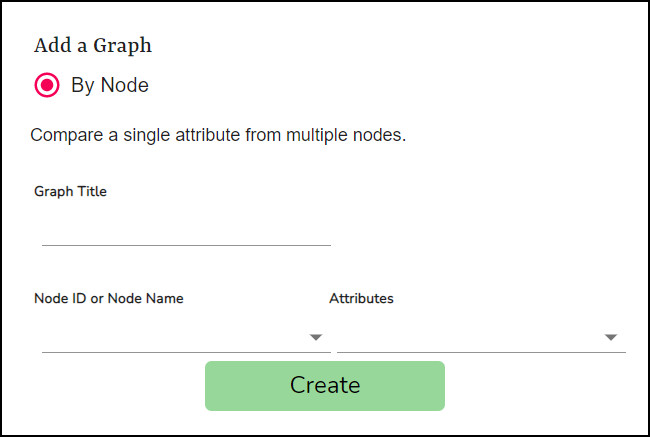 Add a Graph
By Node
Compare a single attribute from multiple nodes.
Graph Title
Node ID or Node Name
Attributes
Create